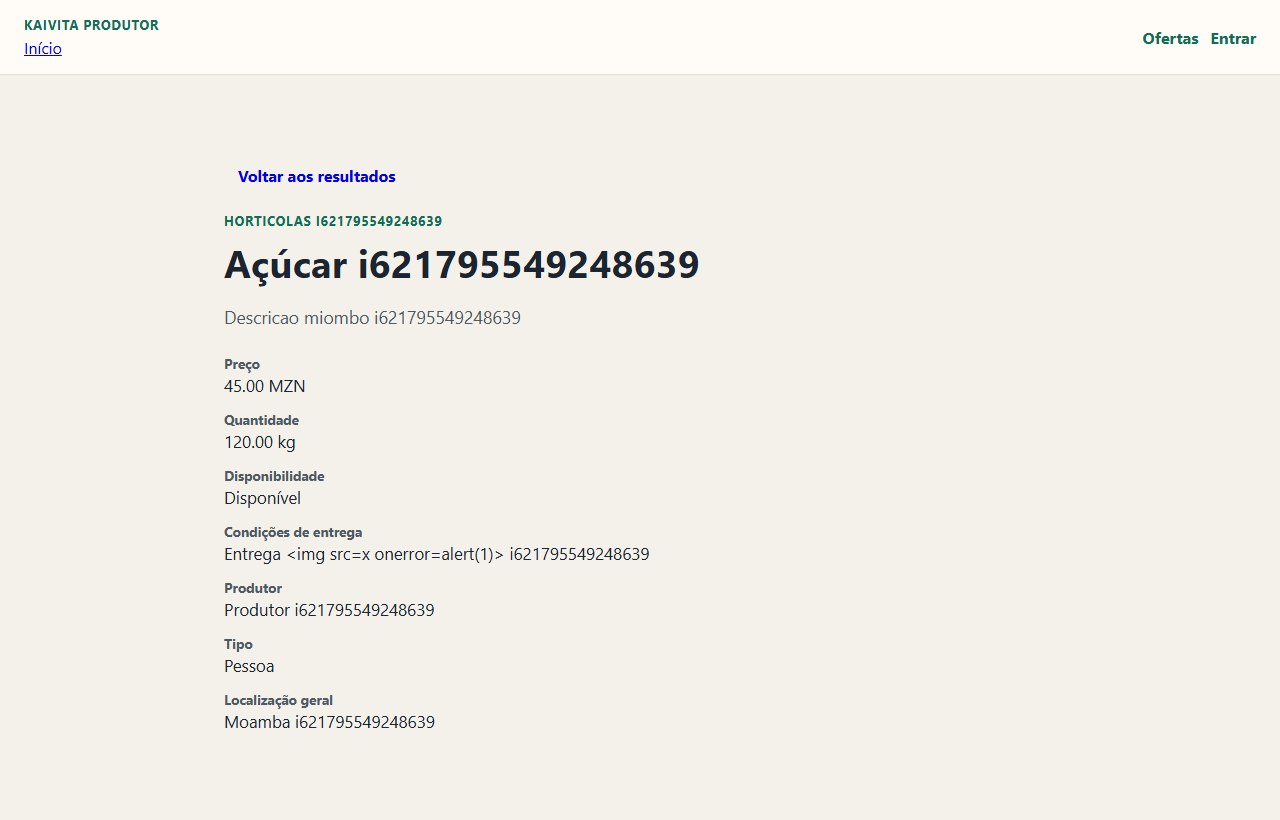 KAIVITA PRODUTOR
Início
Ofertas Entrar
Voltar aos resultados
HORTICOLAS I621795549248639
Açúcar i621795549248639
Descricao miombo i621795549248639
Preço
45.00 MZN
Quantidade
120.00 kg
Disponibilidade
Disponível
Condições de entrega
Entrega <img src=x onerror=alert(1)> i621795549248639
Produtor
Produtor i621795549248639
Tipo
Pessoa
Localização geral
Moamba i621795549248639